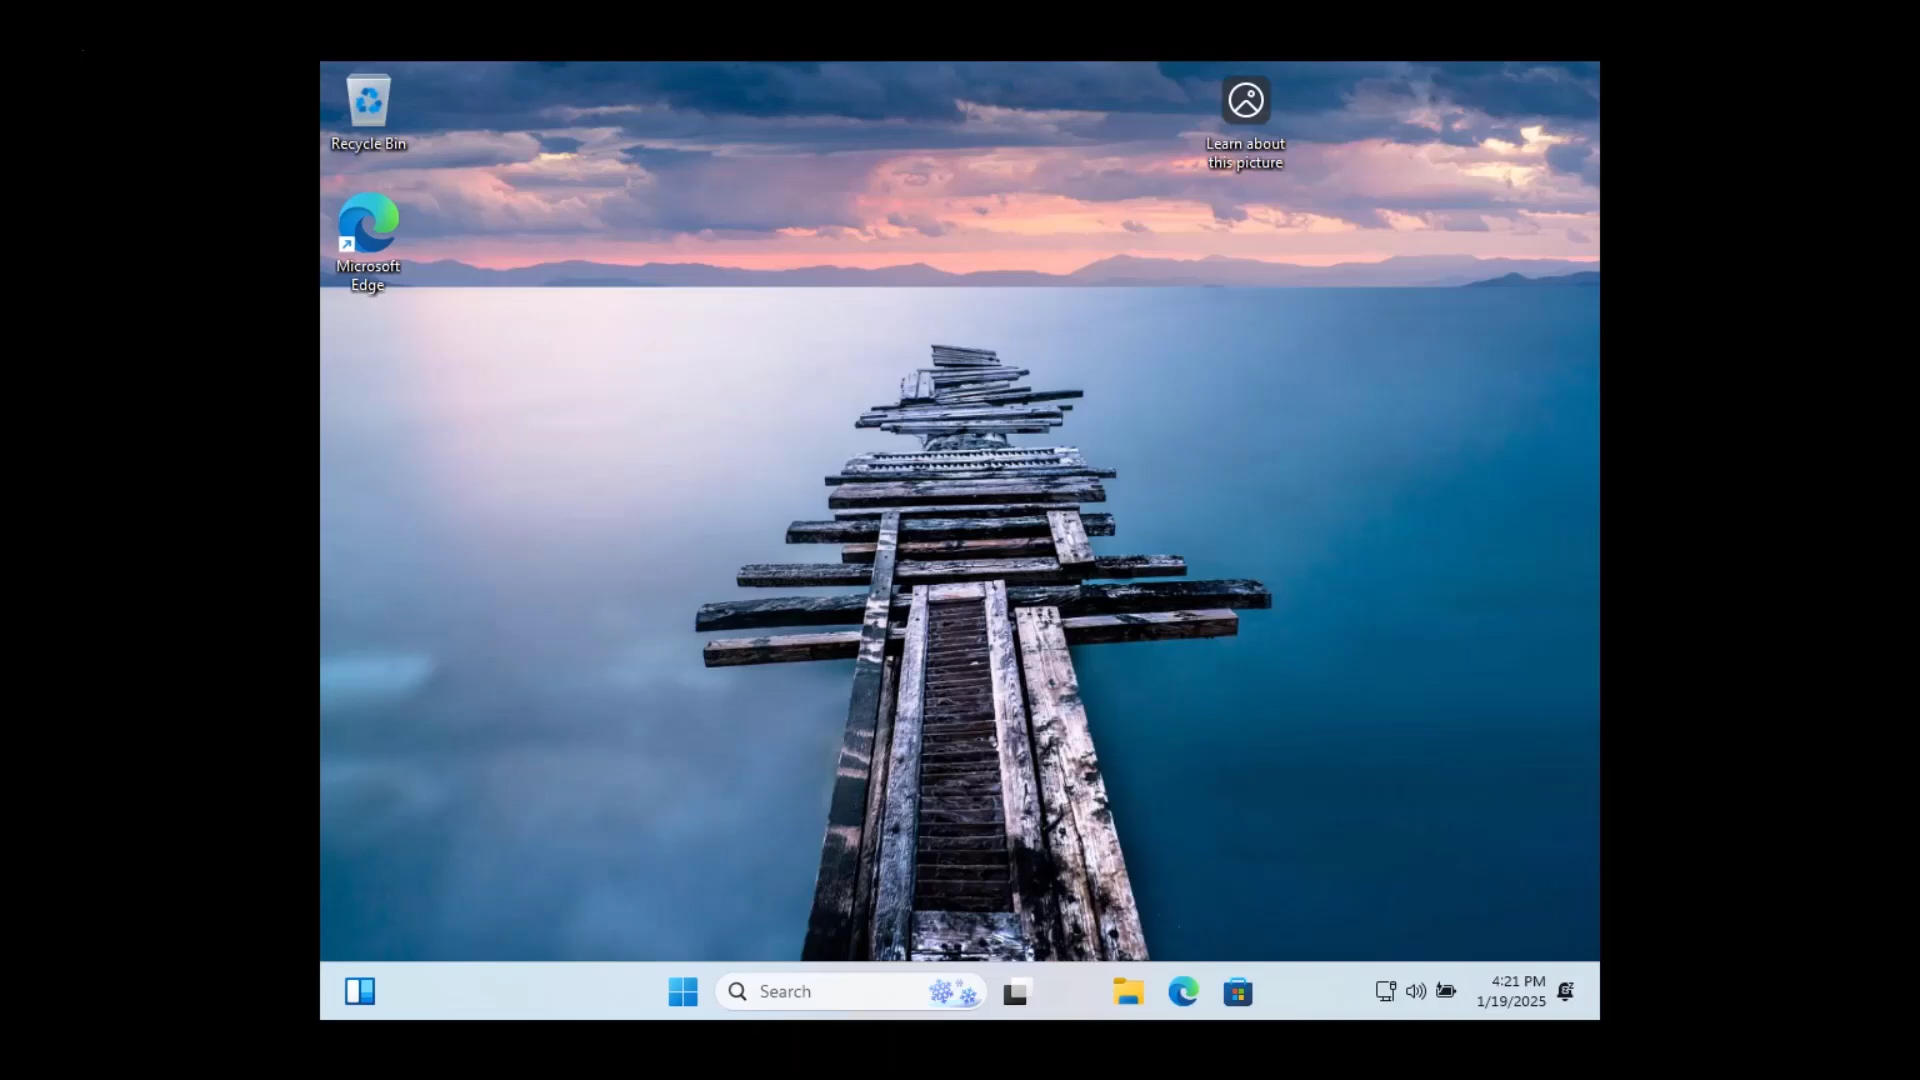 Recycle Bin
Learn about
this picture
Microsoft
Edge
Search
4:21 PM
1/19/2025